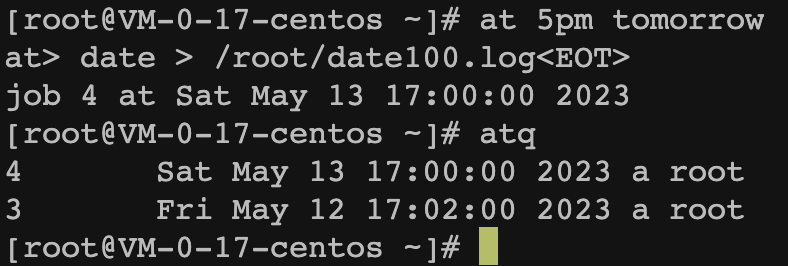 [root@VM-0-17-centos ~]# at 5pm tomorrow
at> date > /root/date100.log<EOT>
job 4 at Sat May 13 17:00:00 2023
[root@VM-0-17-centos ~]# atq
4       Sat May 13 17:00:00 2023 a root
3       Fri May 12 17:02:00 2023 a root
[root@VM-0-17-centos ~]#